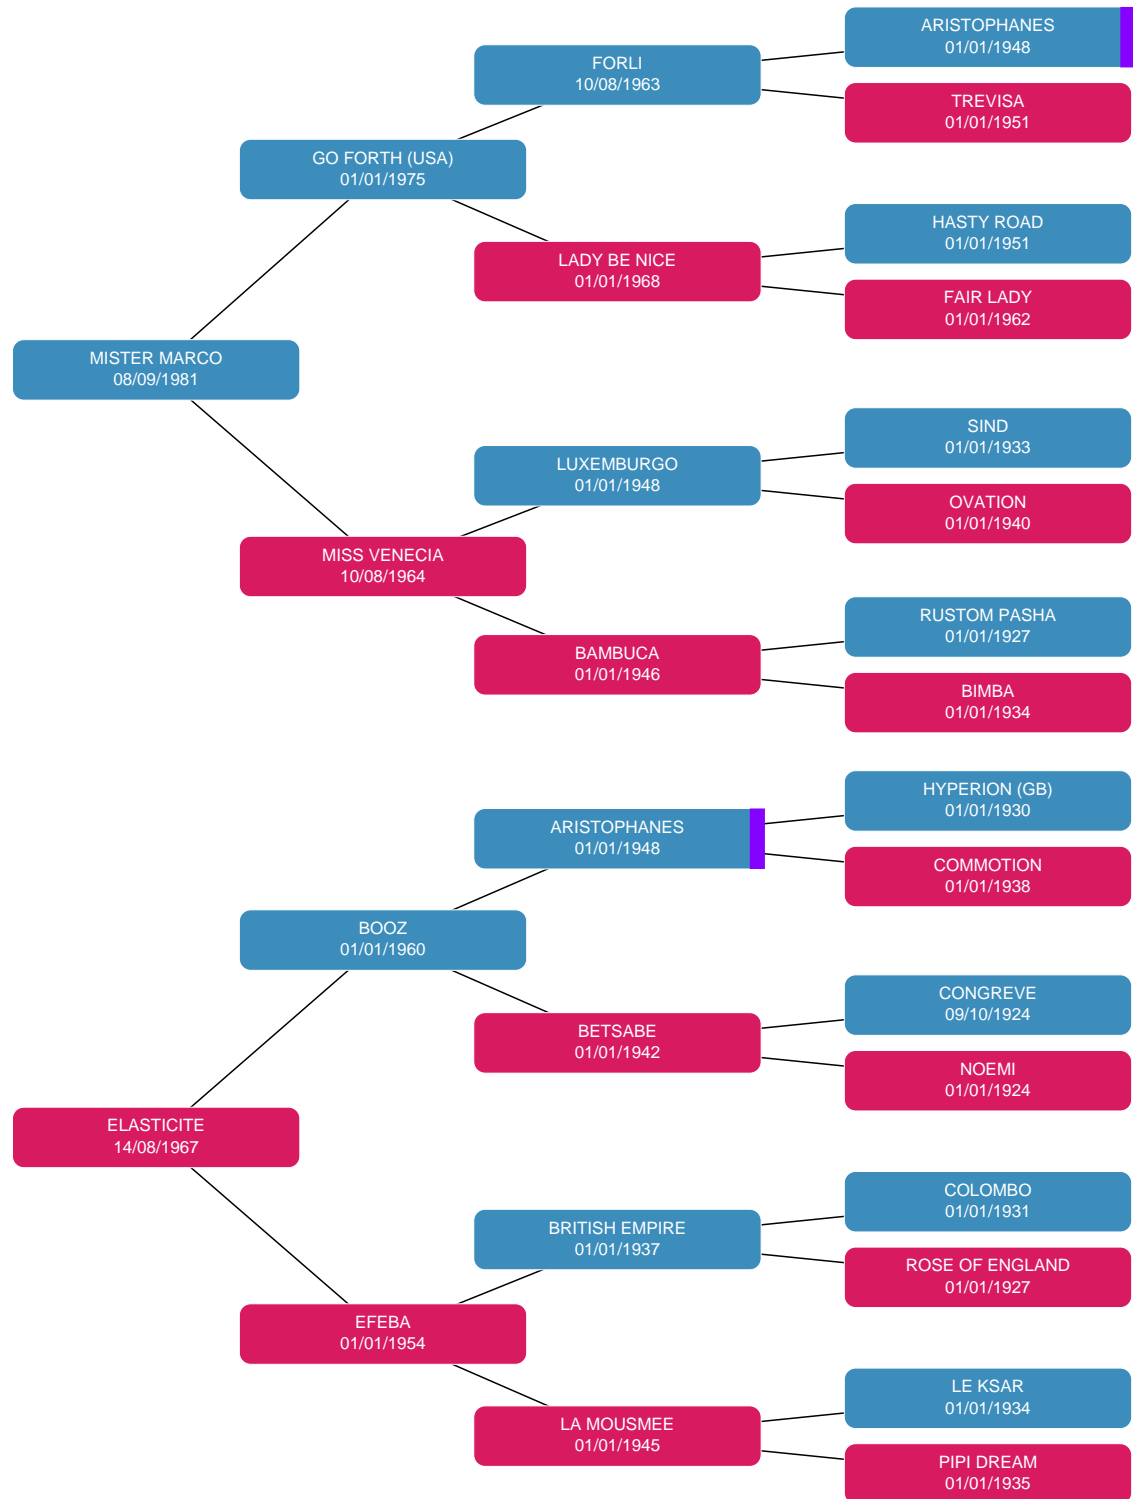 ARISTOPHANES
01/01/1948
FORLI
10/08/1963
TREVISA
01/01/1951
GO FORTH (USA)
01/01/1975
HASTY ROAD
01/01/1951
LADY BE NICE
01/01/1968
FAIR LADY
01/01/1962
MISTER MARCO
08/09/1981
SIND
01/01/1933
LUXEMBURGO
01/01/1948
OVATION
01/01/1940
MISS VENECIA
10/08/1964
RUSTOM PASHA
01/01/1927
BAMBUCA
01/01/1946
BIMBA
01/01/1934
HYPERION (GB)
01/01/1930
ARISTOPHANES
01/01/1948
COMMOTION
01/01/1938
BOOZ
01/01/1960
CONGREVE
09/10/1924
BETSABE
01/01/1942
NOEMI
01/01/1924
ELASTICITE
14/08/1967
COLOMBO
01/01/1931
BRITISH EMPIRE
01/01/1937
ROSE OF ENGLAND
01/01/1927
EFEBA
01/01/1954
LE KSAR
01/01/1934
LA MOUSMEE
01/01/1945
PIPI DREAM
01/01/1935